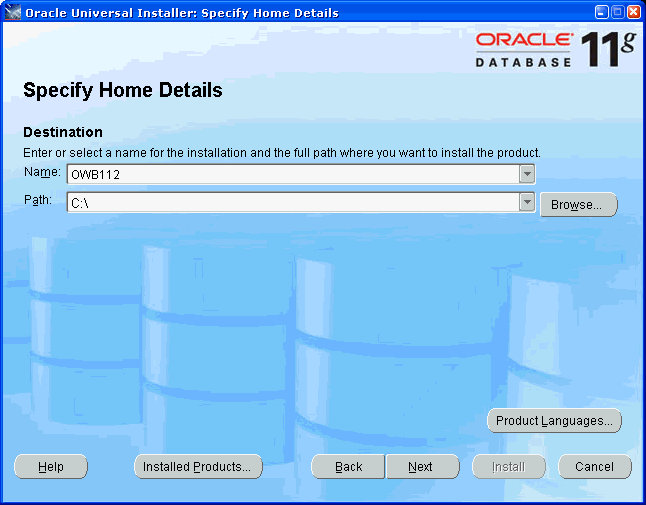 Oracle Universal Installer: Specify Home Details
ORACLE
DATABASE 11g
Specify Home Details
Destination
Enter or select a name for the installation and the full path where you want to install the product.
Name: OWB112
Path: C:\ Browse...
Product Languages...
Help Installed Products... Back Next Install Cancel